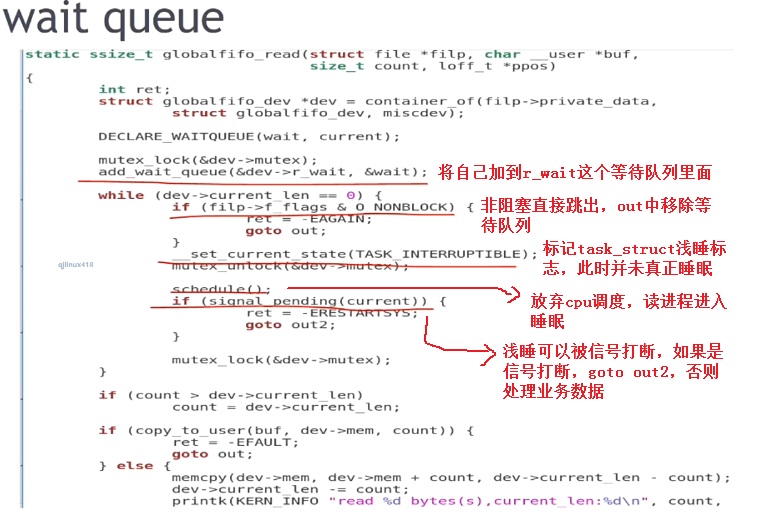 wait queue
static ssize_t globalfifo_read(struct file *filp, char __user *buf,
size_t count, loff_t *ppos)
{
int ret;
struct globalfifo_dev *dev = container_of(filp->private_data,
struct globalfifo_dev, miscdev);
DECLARE_WAITQUEUE(wait, current);
mutex_lock(&dev->mutex);
add_wait_queue(&dev->r_wait, &wait);
将自己加到r_wait这个等待队列里面
while (dev->current_len == 0) {
if (filp->f_flags & O_NONBLOCK) {
非阻塞直接跳出，out中移除等
待队列
ret = -EAGAIN;
goto out;
}
__set_current_state(TASK_INTERRUPTIBLE);
标记task_struct浅睡标
志，此时并未真正睡眠
mutex_unlock(&dev->mutex);
qjlinux418
schedule();
放弃cpu调度，读进程进入
睡眠
if (signal_pending(current)) {
ret = -ERESTARTSYS;
goto out2;
}
浅睡可以被信号打断，如果是
信号打断，goto out2，否则
处理业务数据
mutex_lock(&dev->mutex);
}
if (count > dev->current_len)
count = dev->current_len;
if (copy_to_user(buf, dev->mem, count)) {
ret = -EFAULT;
goto out;
} else {
memcpy(dev->mem, dev->mem + count, dev->current_len - count);
dev->current_len -= count;
printk(KERN_INFO "read %d bytes(s),current_len:%d\n", count,